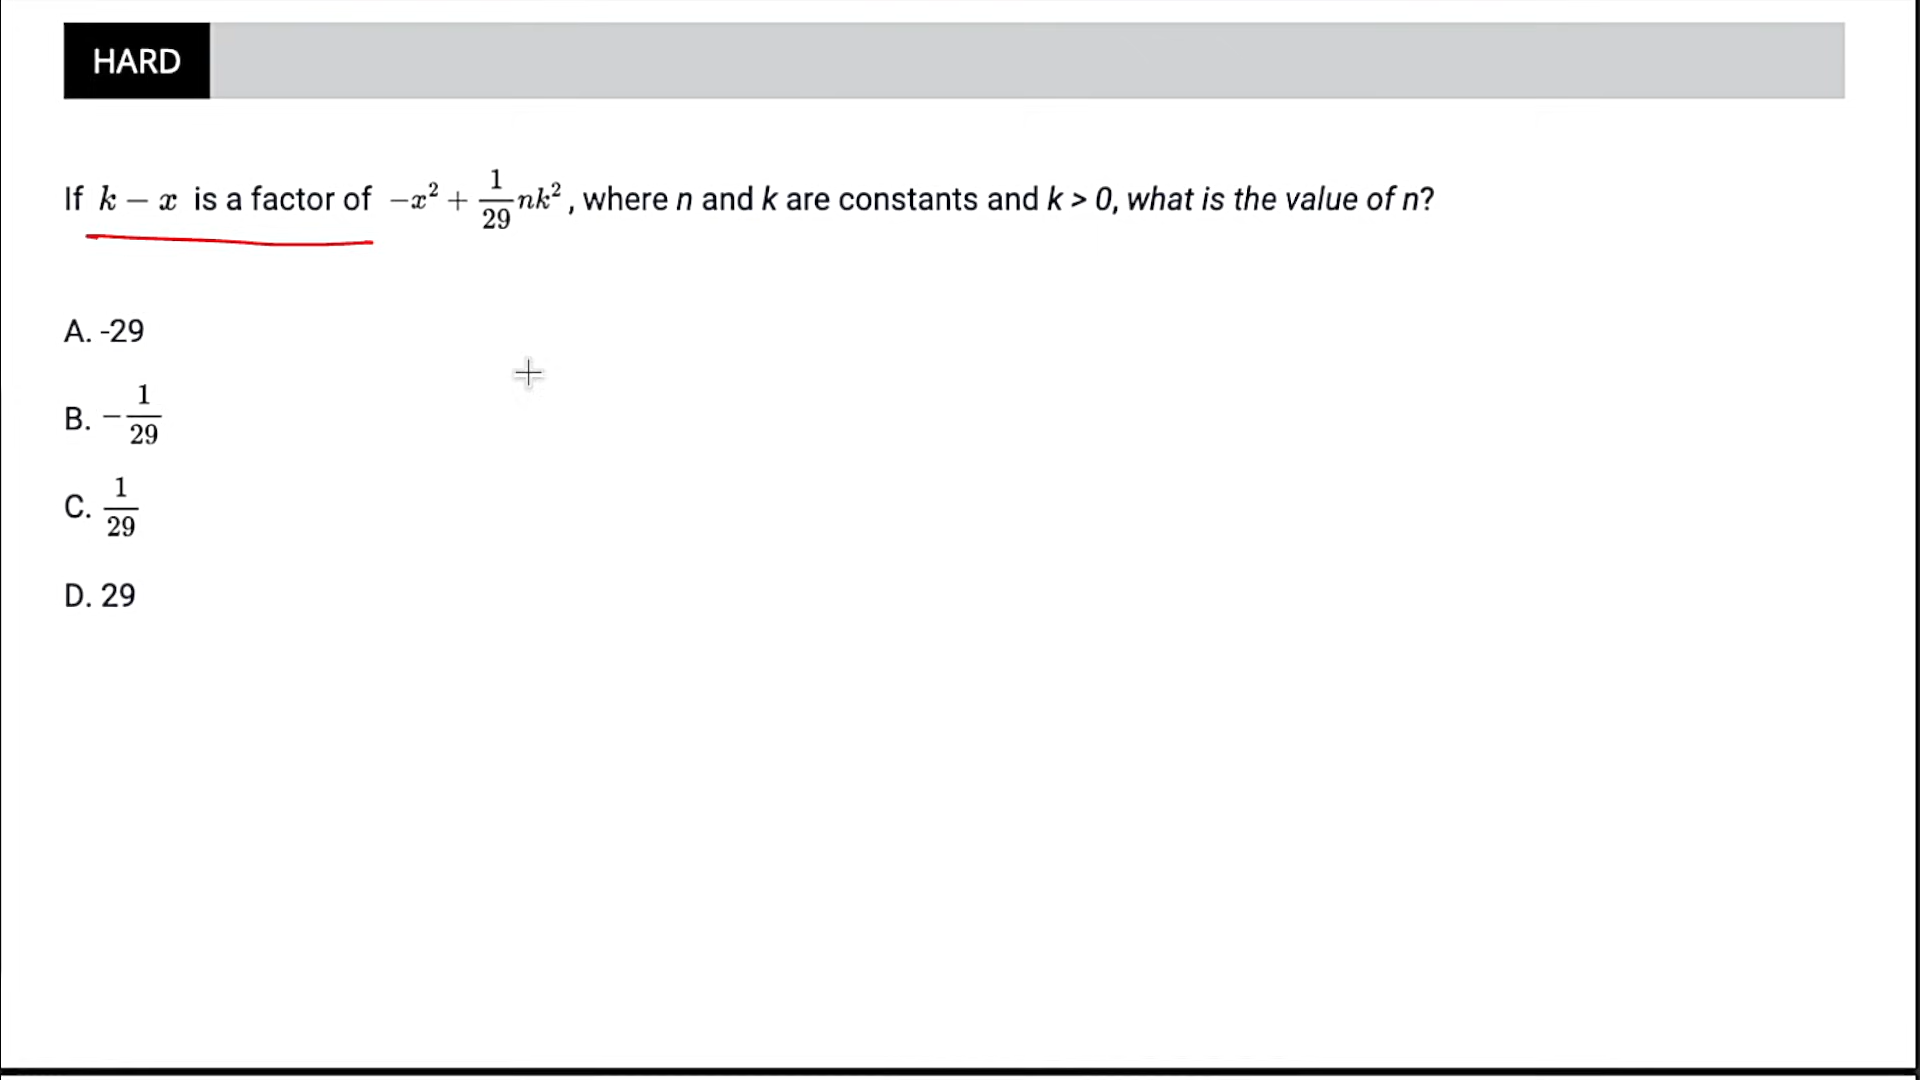 HARD
If k − x is a factor of −x² + 1/29 nk², where n and k are constants and k > 0, what is the value of n?
A. -29
B. −1/29
C. 1/29
D. 29